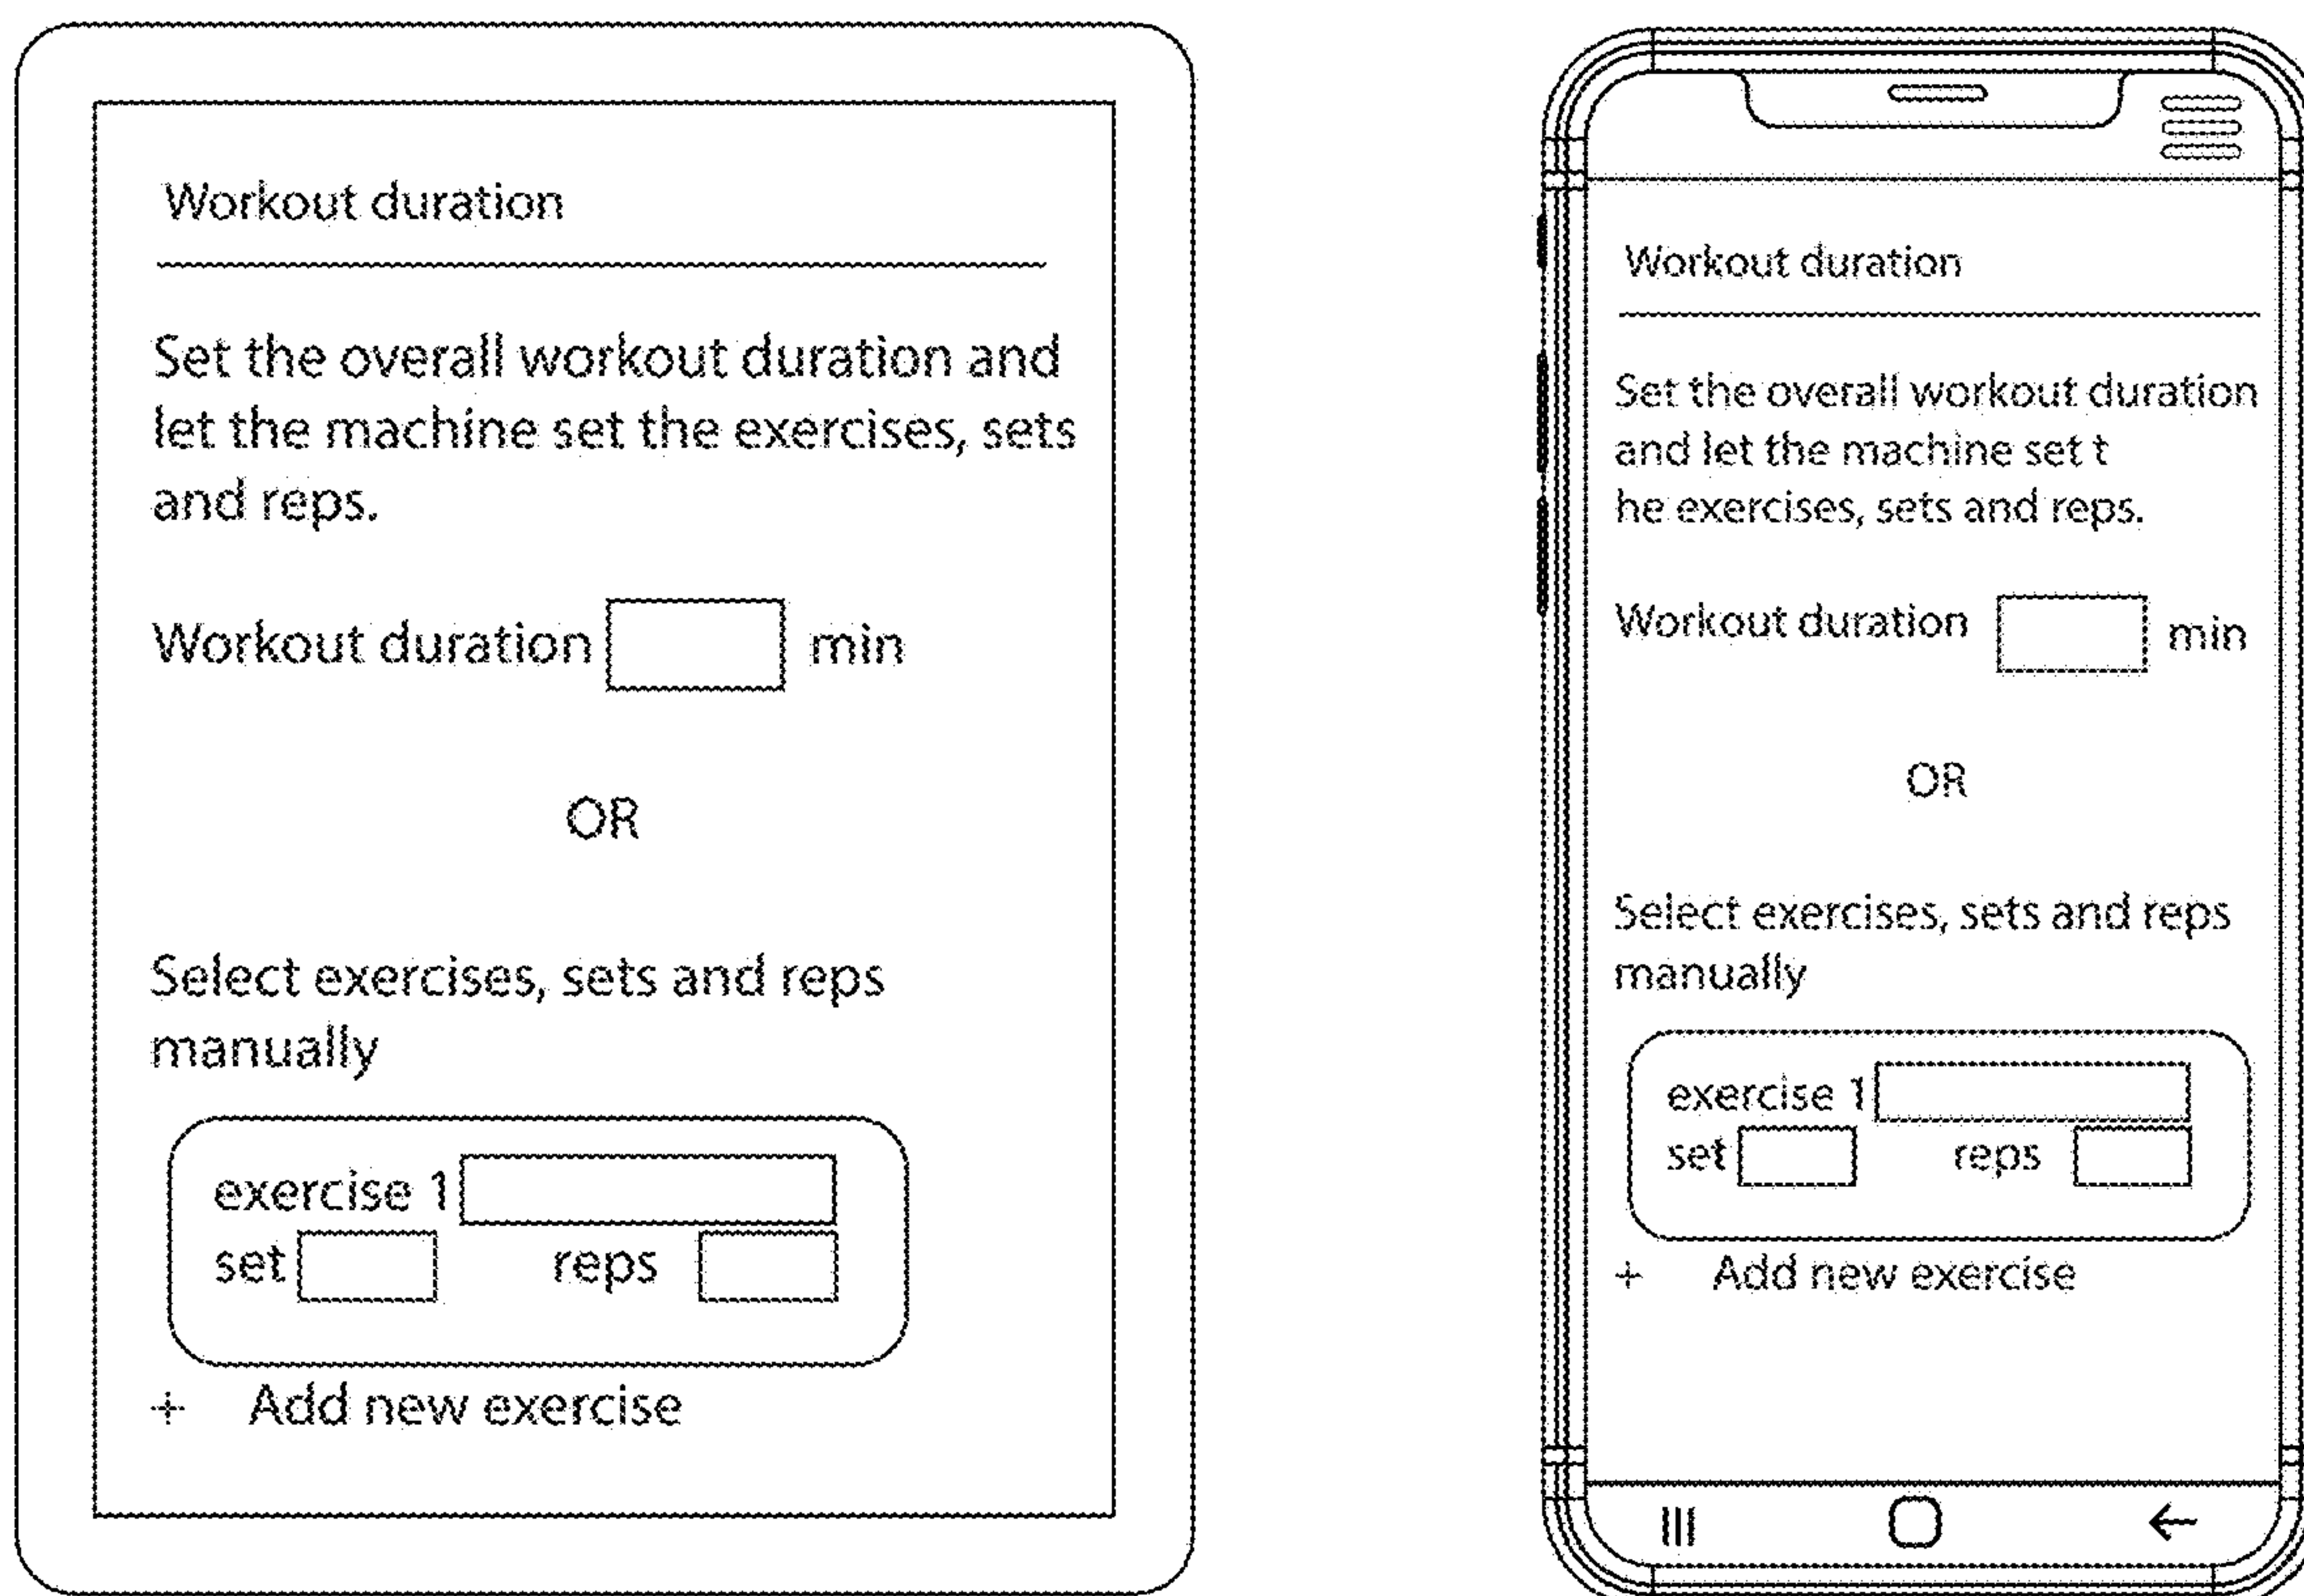 Workout duration
Set the overall workout duration and
let the machine set the exercises, sets
and reps.
Workout duration min
OR
Select exercises, sets and reps
manually
exercise 1
set reps
+ Add new exercise
Workout duration
Set the overall workout duration
and let the machine set t
he exercises, sets and reps.
Workout duration min
OR
Select exercises, sets and reps
manually
exercise 1
set reps
+ Add new exercise